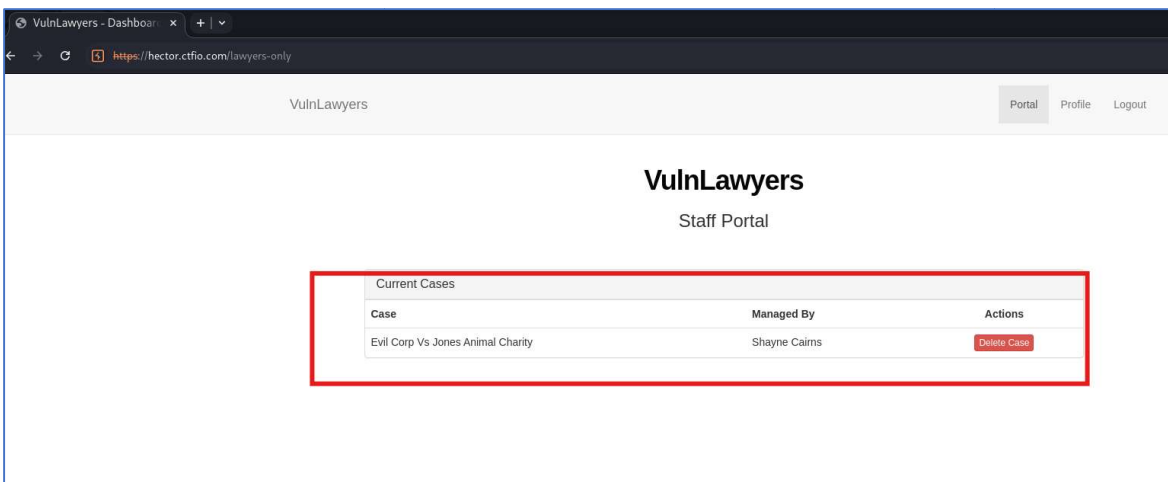 VulnLawyers - Dashboar
https://hector.ctfio.com/lawyers-only
VulnLawyers Portal Profile Logout
VulnLawyers
Staff Portal
Current Cases
Case Managed By Actions
Evil Corp Vs Jones Animal Charity Shayne Cairns Delete Case